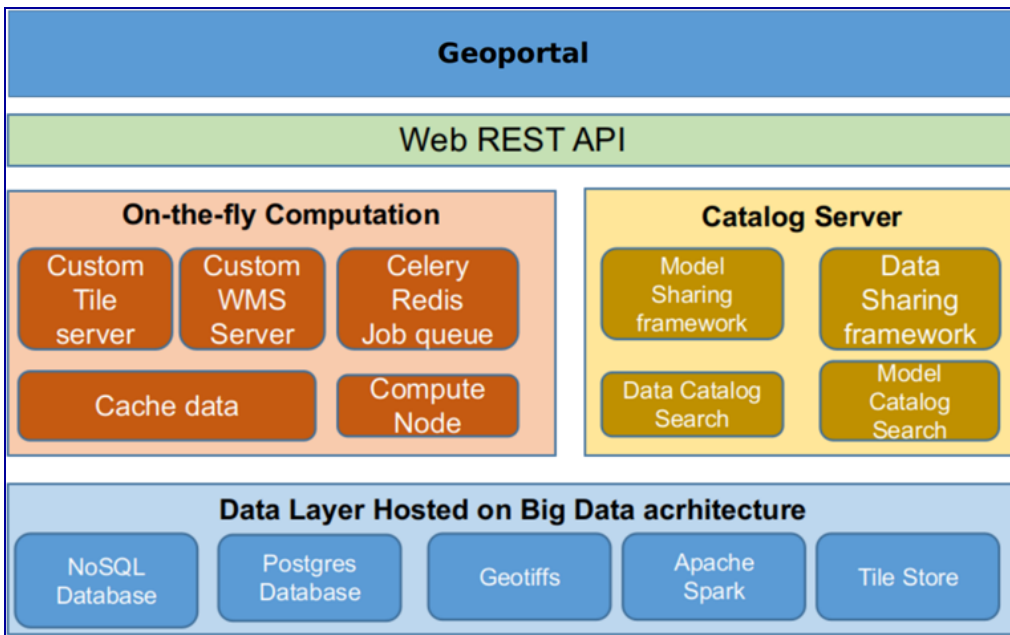 Geoportal
Web REST API
On-the-fly Computation
Custom
Tile
server
Custom
WMS
Server
Celery
Redis
Job queue
Cache data
Compute
Node
Catalog Server
Model
Sharing
framework
Data
Sharing
framework
Data Catalog
Search
Model
Catalog
Search
Data Layer Hosted on Big Data acrhitecture
NoSQL
Database
Postgres
Database
Geotiffs
Apache
Spark
Tile Store